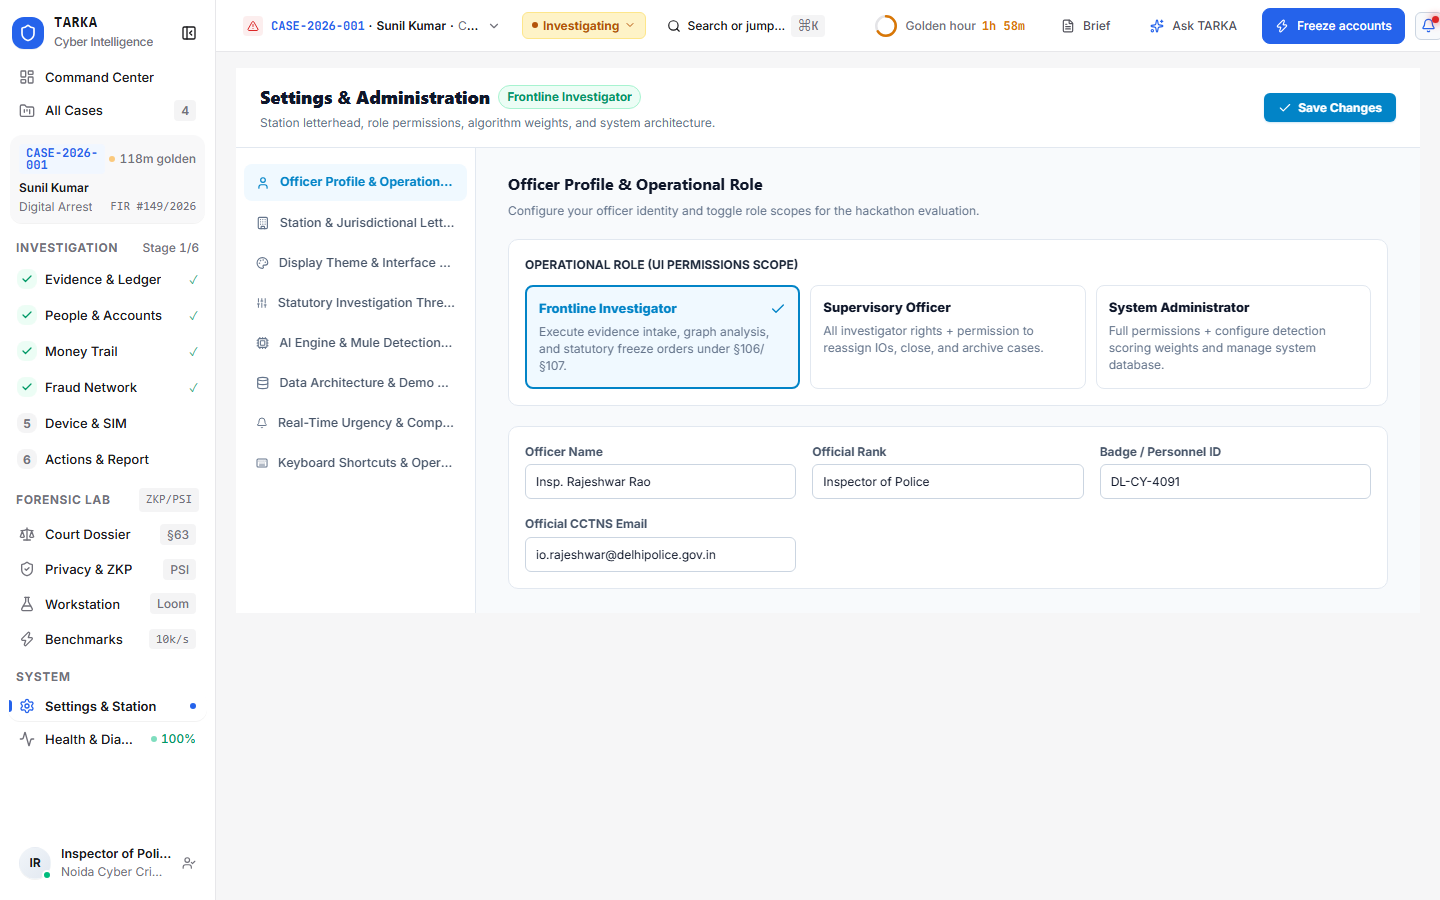 TARKA
Cyber Intelligence
Command Center
All Cases 4
CASE-2026-001 118m golden
Sunil Kumar
Digital Arrest FIR #149/2026
INVESTIGATION Stage 1/6
Evidence & Ledger ✓
People & Accounts ✓
Money Trail ✓
Fraud Network ✓
5 Device & SIM
6 Actions & Report
FORENSIC LAB ZKP/PSI
Court Dossier §63
Privacy & ZKP PSI
Workstation Loom
Benchmarks 10k/s
SYSTEM
Settings & Station
Health & Dia... 100%
IR Inspector of Poli...
Noida Cyber Cri...
CASE-2026-001 · Sunil Kumar · C... Investigating Search or jump... ⌘K Golden hour 1h 58m Brief Ask TARKA Freeze accounts
Settings & Administration Frontline Investigator
Station letterhead, role permissions, algorithm weights, and system architecture.
Save Changes
Officer Profile & Operation...
Station & Jurisdictional Lett...
Display Theme & Interface ...
Statutory Investigation Thre...
AI Engine & Mule Detection...
Data Architecture & Demo ...
Real-Time Urgency & Comp...
Keyboard Shortcuts & Oper...
Officer Profile & Operational Role
Configure your officer identity and toggle role scopes for the hackathon evaluation.
OPERATIONAL ROLE (UI PERMISSIONS SCOPE)
Frontline Investigator
Execute evidence intake, graph analysis,
and statutory freeze orders under §106/
§107.
Supervisory Officer
All investigator rights + permission to
reassign IOs, close, and archive cases.
System Administrator
Full permissions + configure detection
scoring weights and manage system
database.
Officer Name
Insp. Rajeshwar Rao
Official Rank
Inspector of Police
Badge / Personnel ID
DL-CY-4091
Official CCTNS Email
io.rajeshwar@delhipolice.gov.in